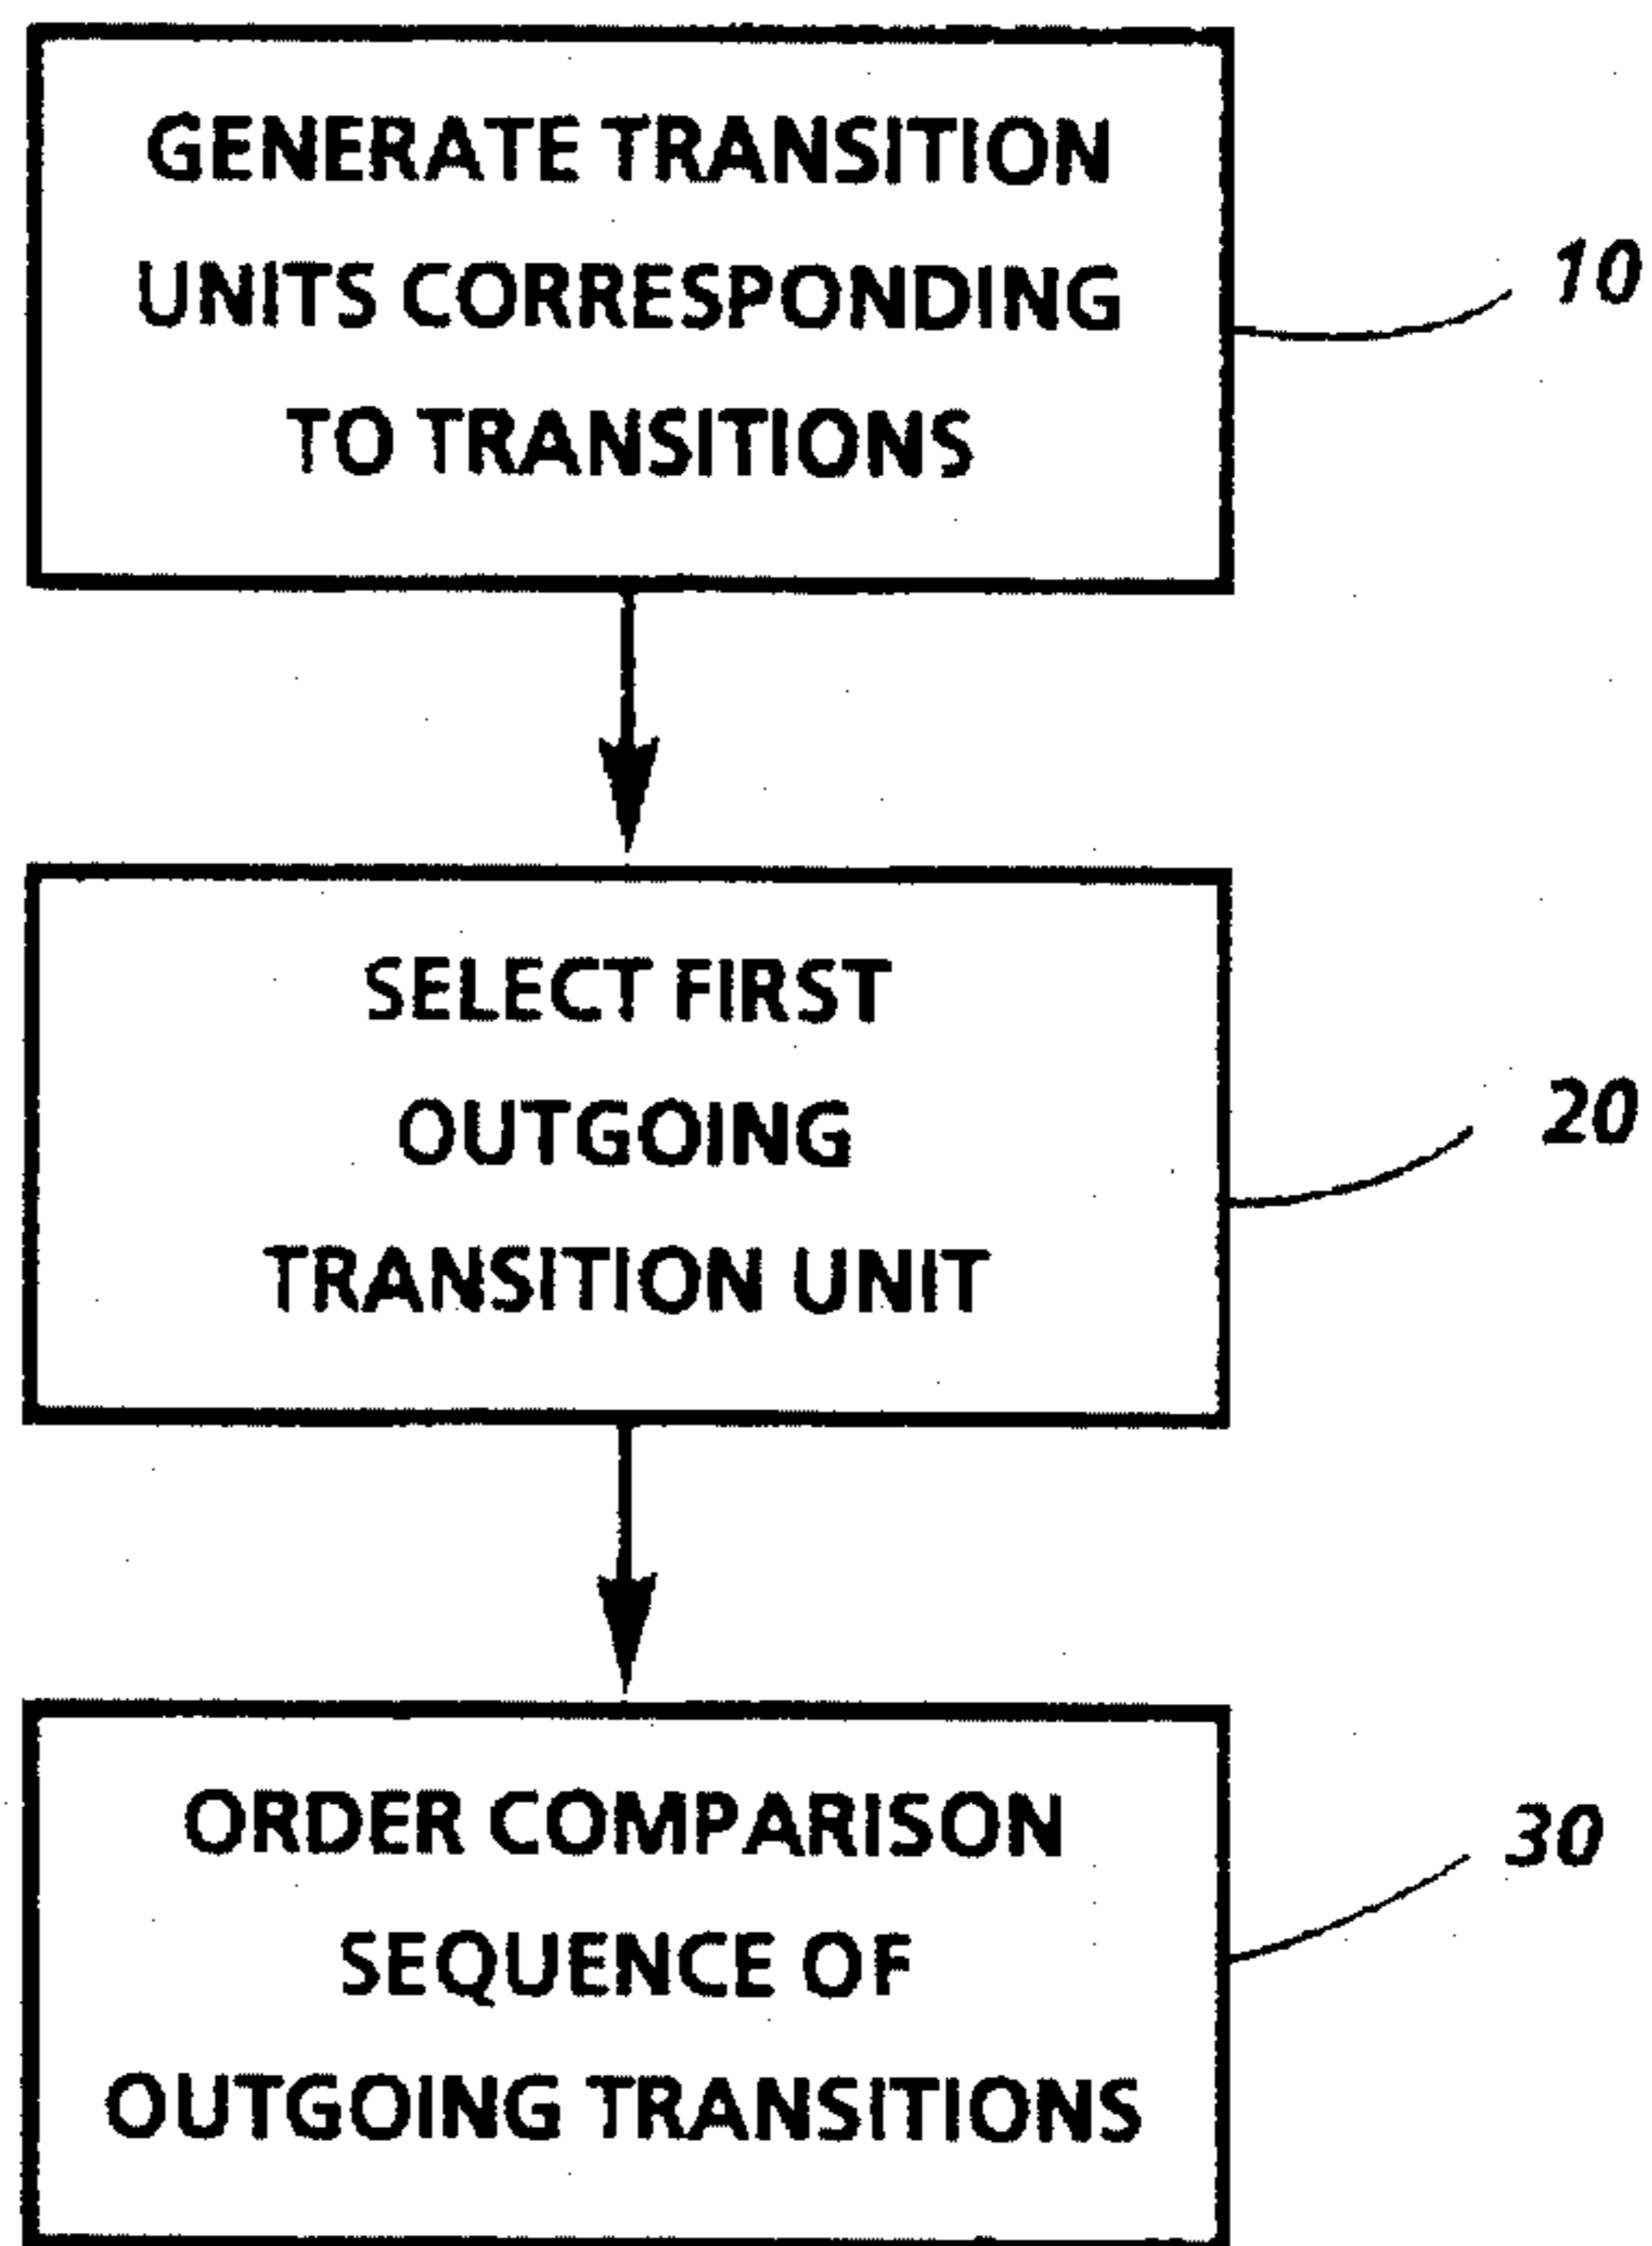 GENERATE TRANSITION
UNITS CORRESPONDING
TO TRANSITIONS
10
SELECT FIRST
OUTGOING
TRANSITION UNIT
20
ORDER COMPARISON
SEQUENCE OF
OUTGOING TRANSITIONS
30